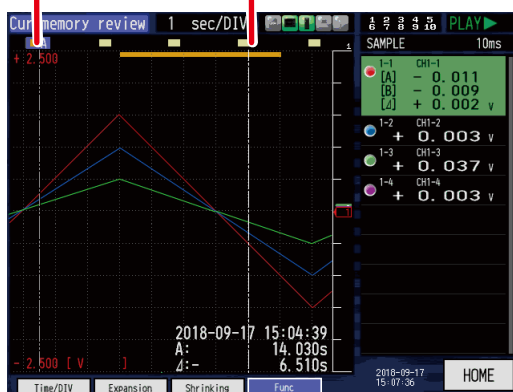 Cur memory review 1 sec/DIV 1 2 3 4 5 PLAY
6 7 8 9 10
SAMPLE 10ms
A
1
+ 2.500
1-1 CH1-1
[A] - 0.011
[B] - 0.009
[⊿] + 0.002 V
1-2 CH1-2
+ 0.003 V
1-3 CH1-3
+ 0.037 V
1-4 CH1-4
+ 0.003 V
1
2018-09-17 15:04:39
A: 14.030s
⊿:- 6.510s
- 2.500 [ V ]
2018-09-17
15:07:36
HOME
Time/DIV Expansion Shrinking Func